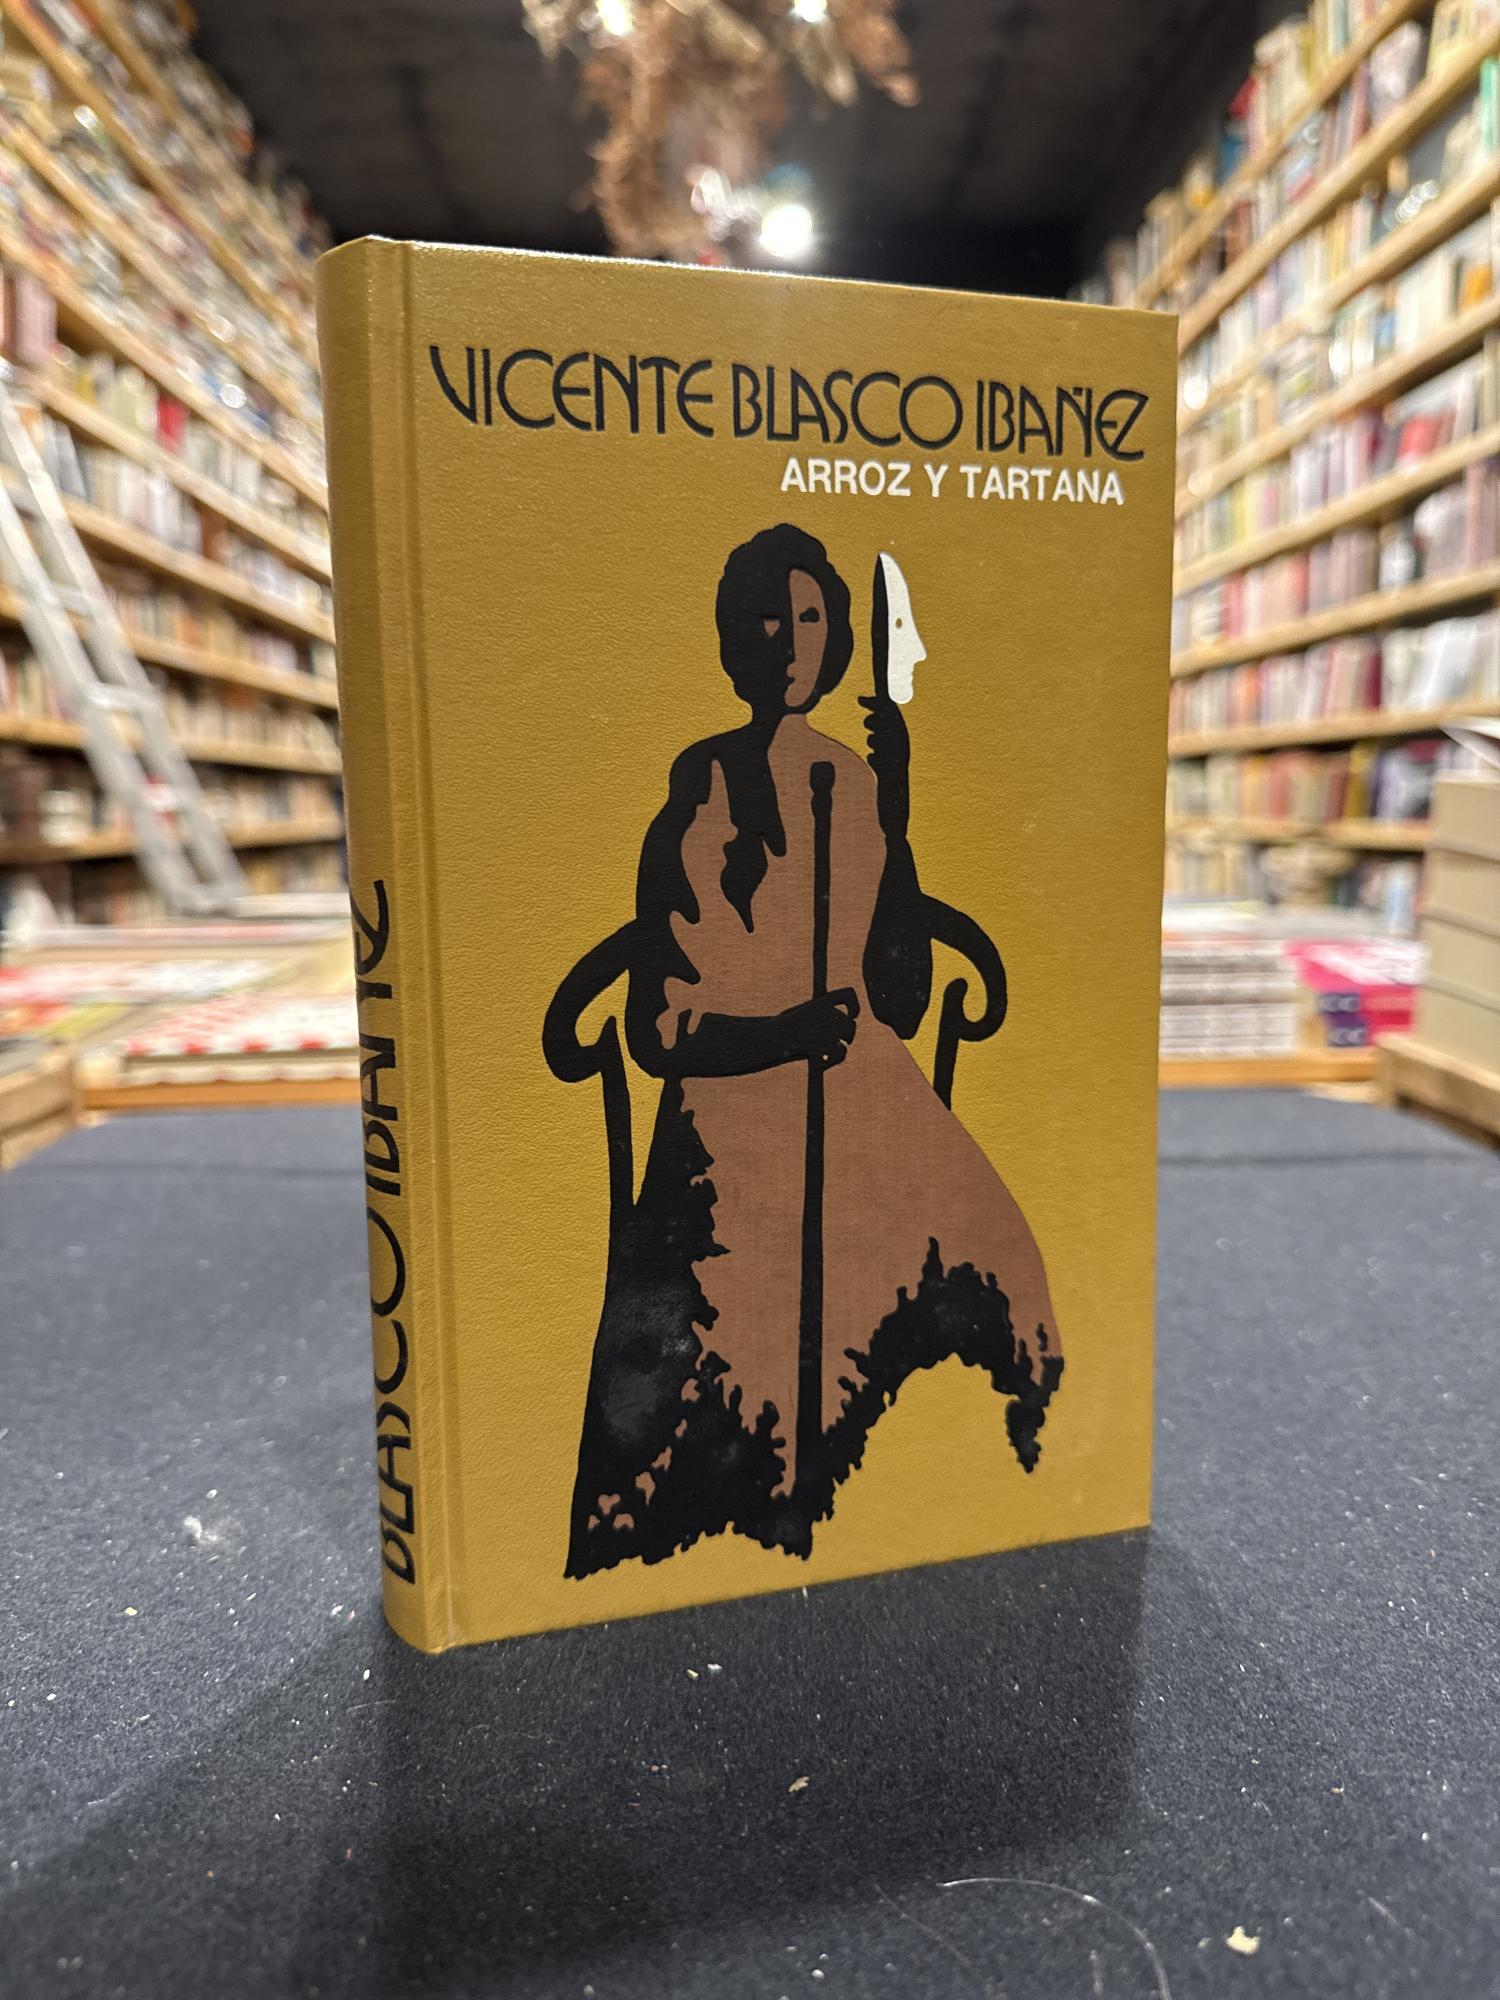 VICENTE BLASCO IBAÑEZ
ARROZ Y TARTANA
BLASCO IBAÑEZ